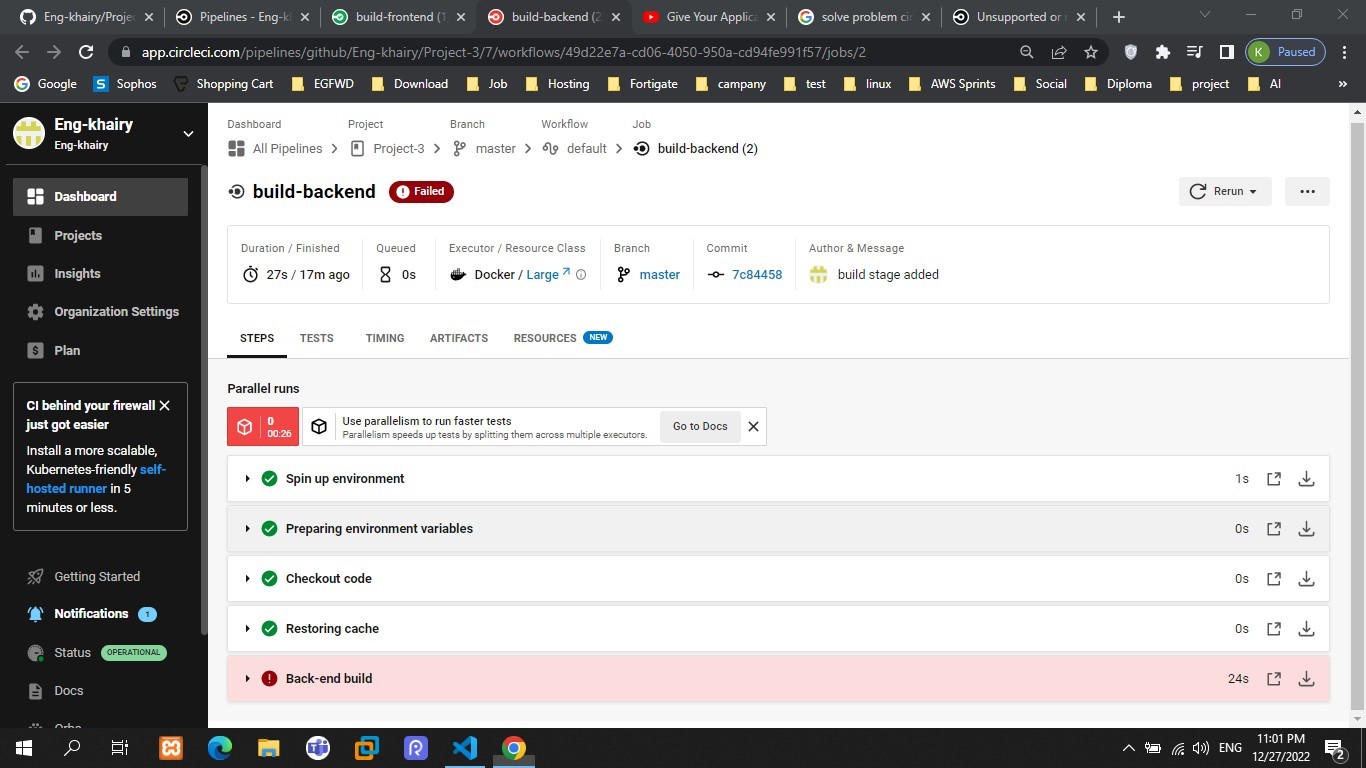 Eng-khairy/Projec
Pipelines - Eng-k
build-frontend (1
build-backend (2
Give Your Applica
solve problem ci
Unsupported or
app.circleci.com/pipelines/github/Eng-khairy/Project-3/7/workflows/49d22e7a-cd06-4050-950a-cd94fe991f57/jobs/2
K Paused
Google
S Sophos
Shopping Cart
EGFWD
Download
Job
Hosting
Fortigate
campany
test
linux
AWS Sprints
Social
Diploma
project
AI
»
Eng-khairy
Eng-khairy
Dashboard
Projects
Insights
Organization Settings
Plan
CI behind your firewall
just got easier
Install a more scalable,
Kubernetes-friendly self-
hosted runner in 5
minutes or less.
Getting Started
Notifications 1
Status OPERATIONAL
Docs
Orbs
Dashboard Project Branch Workflow Job
All Pipelines Project-3 master default build-backend (2)
build-backend Failed
Rerun
Duration / Finished
27s / 17m ago
Queued
0s
Executor / Resource Class
Docker / Large
Branch
master
Commit
7c84458
Author & Message
build stage added
STEPS TESTS TIMING ARTIFACTS RESOURCES NEW
Parallel runs
0
00:26
Use parallelism to run faster tests
Parallelism speeds up tests by splitting them across multiple executors.
Go to Docs
Spin up environment 1s
Preparing environment variables 0s
Checkout code 0s
Restoring cache 0s
Back-end build 24s
ENG
11:01 PM
12/27/2022
2